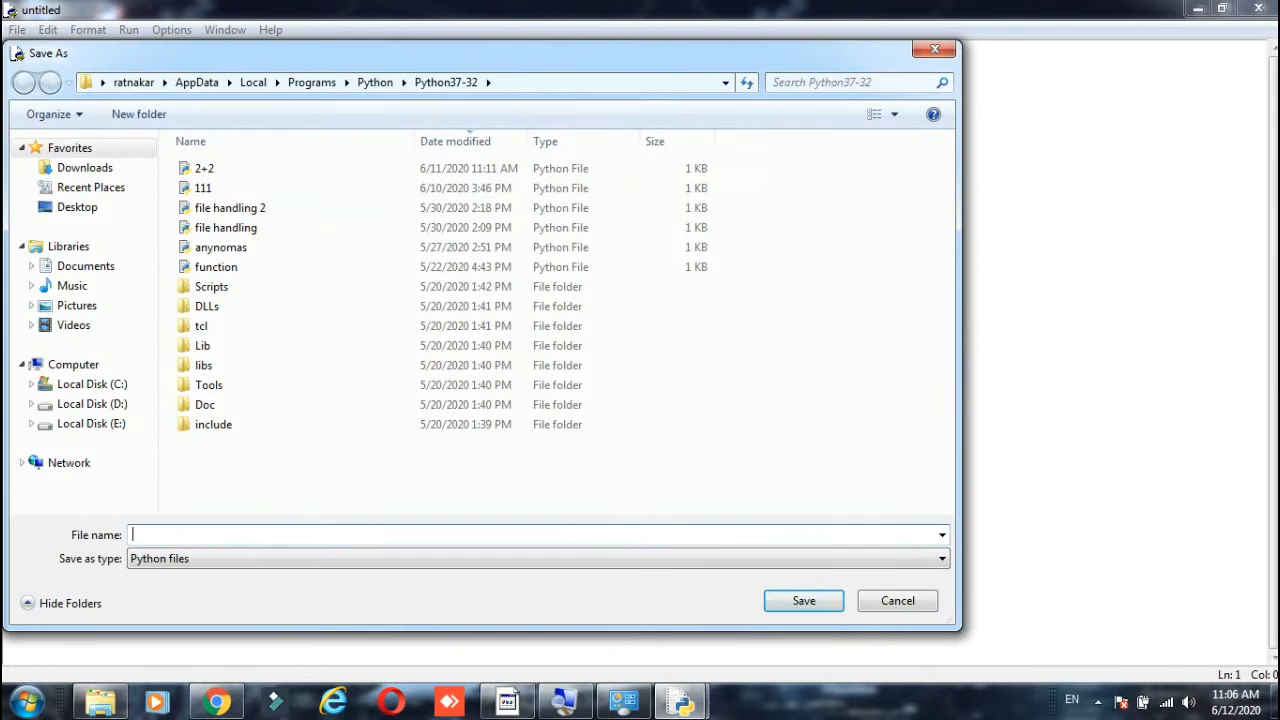 untitled
File Edit Format Run Options Window Help
Save As
ratnakar AppData Local Programs Python Python37-32 Search Python37-32
Organize New folder
Name Date modified Type Size
Favorites
Downloads
Recent Places
Desktop
Libraries
Documents
Music
Pictures
Videos
Computer
Local Disk (C:)
Local Disk (D:)
Local Disk (E:)
Network
2+2 6/11/2020 11:11 AM Python File 1 KB
111 6/10/2020 3:46 PM Python File 1 KB
file handling 2 5/30/2020 2:18 PM Python File 1 KB
file handling 5/30/2020 2:09 PM Python File 1 KB
anynomas 5/27/2020 2:51 PM Python File 1 KB
function 5/22/2020 4:43 PM Python File 1 KB
Scripts 5/20/2020 1:42 PM File folder
DLLs 5/20/2020 1:41 PM File folder
tcl 5/20/2020 1:41 PM File folder
Lib 5/20/2020 1:40 PM File folder
libs 5/20/2020 1:40 PM File folder
Tools 5/20/2020 1:40 PM File folder
Doc 5/20/2020 1:40 PM File folder
include 5/20/2020 1:39 PM File folder
File name:
Save as type: Python files
Hide Folders Save Cancel
Ln: 1 Col: 0
EN 11:06 AM
6/12/2020